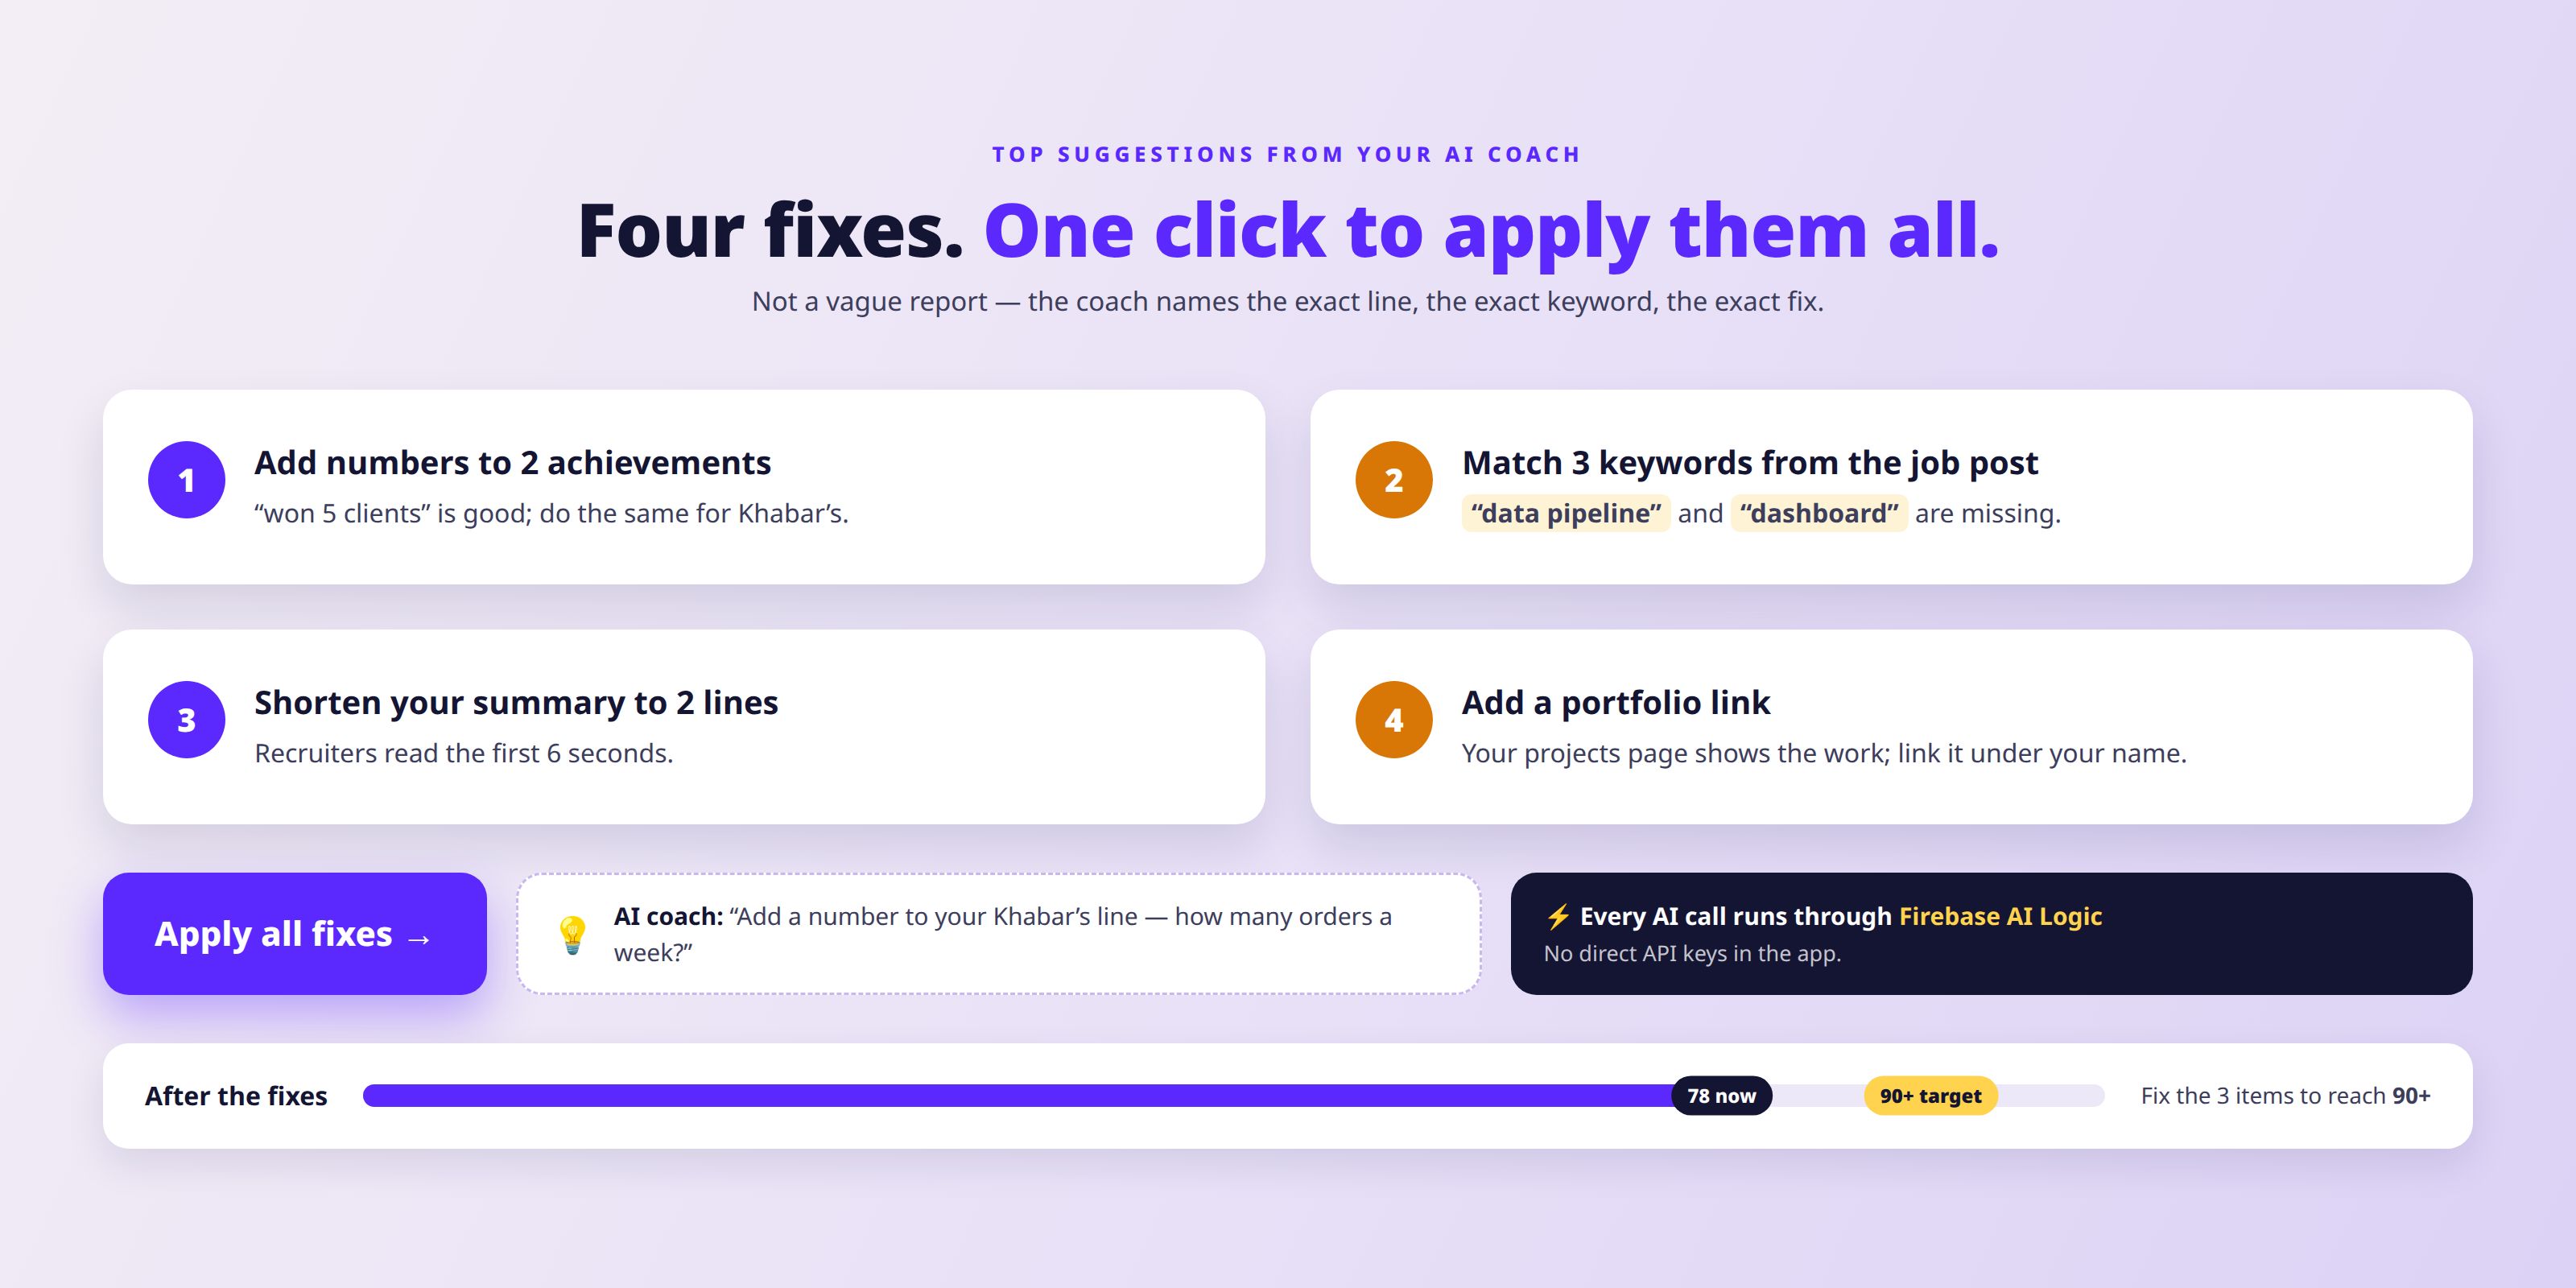 TOP SUGGESTIONS FROM YOUR AI COACH
Four fixes. One click to apply them all.
Not a vague report — the coach names the exact line, the exact keyword, the exact fix.
1
Add numbers to 2 achievements
“won 5 clients” is good; do the same for Khabar’s.
2
Match 3 keywords from the job post
“data pipeline” and “dashboard” are missing.
3
Shorten your summary to 2 lines
Recruiters read the first 6 seconds.
4
Add a portfolio link
Your projects page shows the work; link it under your name.
Apply all fixes →
💡 AI coach: “Add a number to your Khabar’s line — how many orders a
week?”
⚡ Every AI call runs through Firebase AI Logic
No direct API keys in the app.
After the fixes
78 now
90+ target
Fix the 3 items to reach 90+